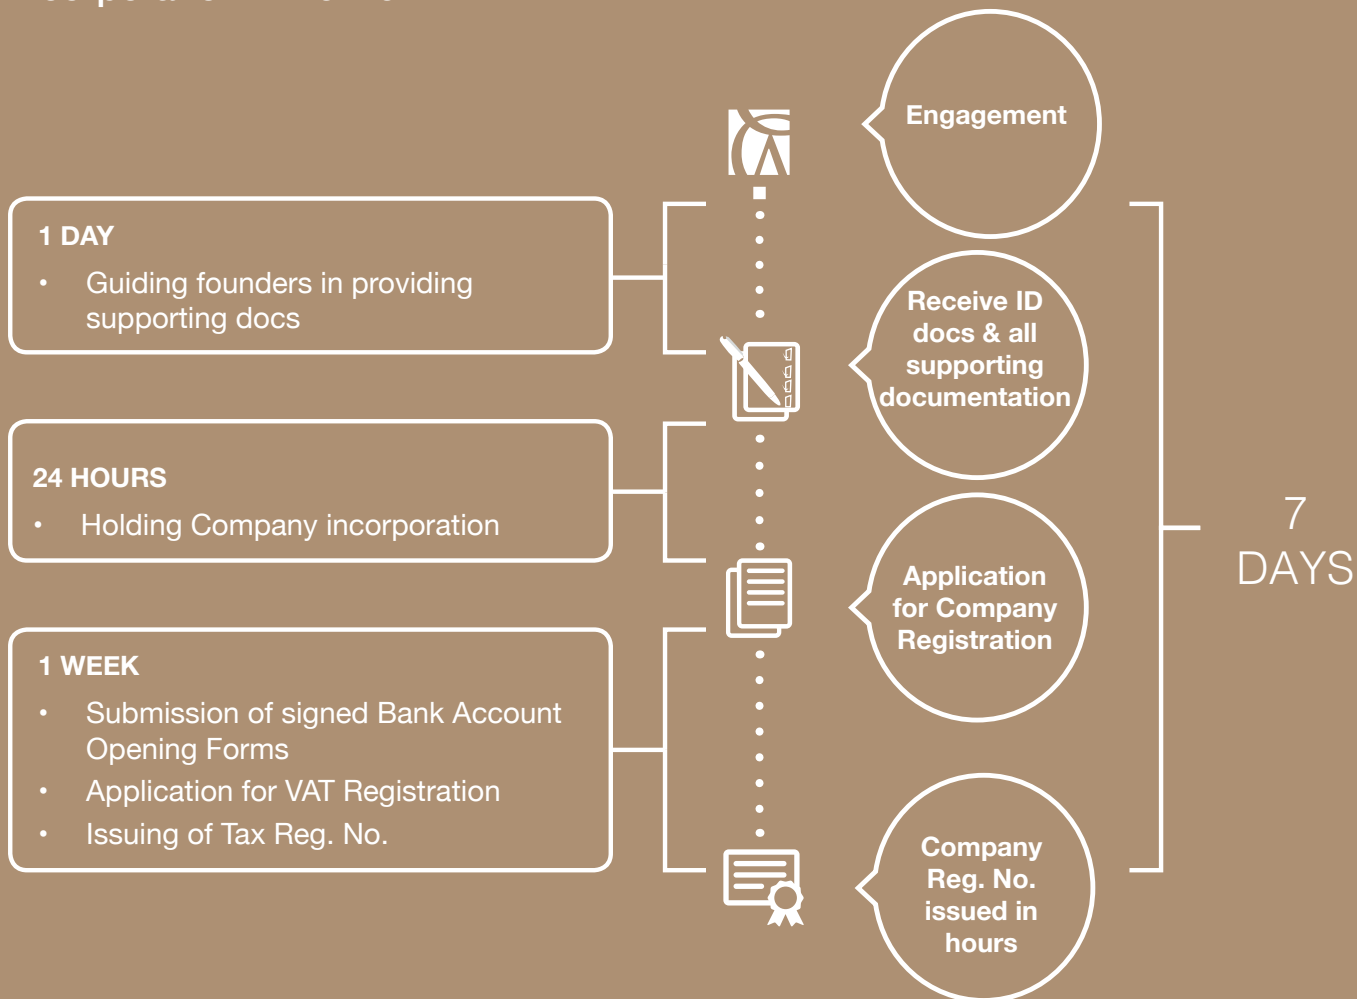 Engagement
1 DAY
• Guiding founders in providing
supporting docs
Receive ID
docs & all
supporting
documentation
24 HOURS
• Holding Company incorporation
7
DAYS
Application
for Company
Registration
1 WEEK
• Submission of signed Bank Account
Opening Forms
• Application for VAT Registration
• Issuing of Tax Reg. No.
Company
Reg. No.
issued in
hours